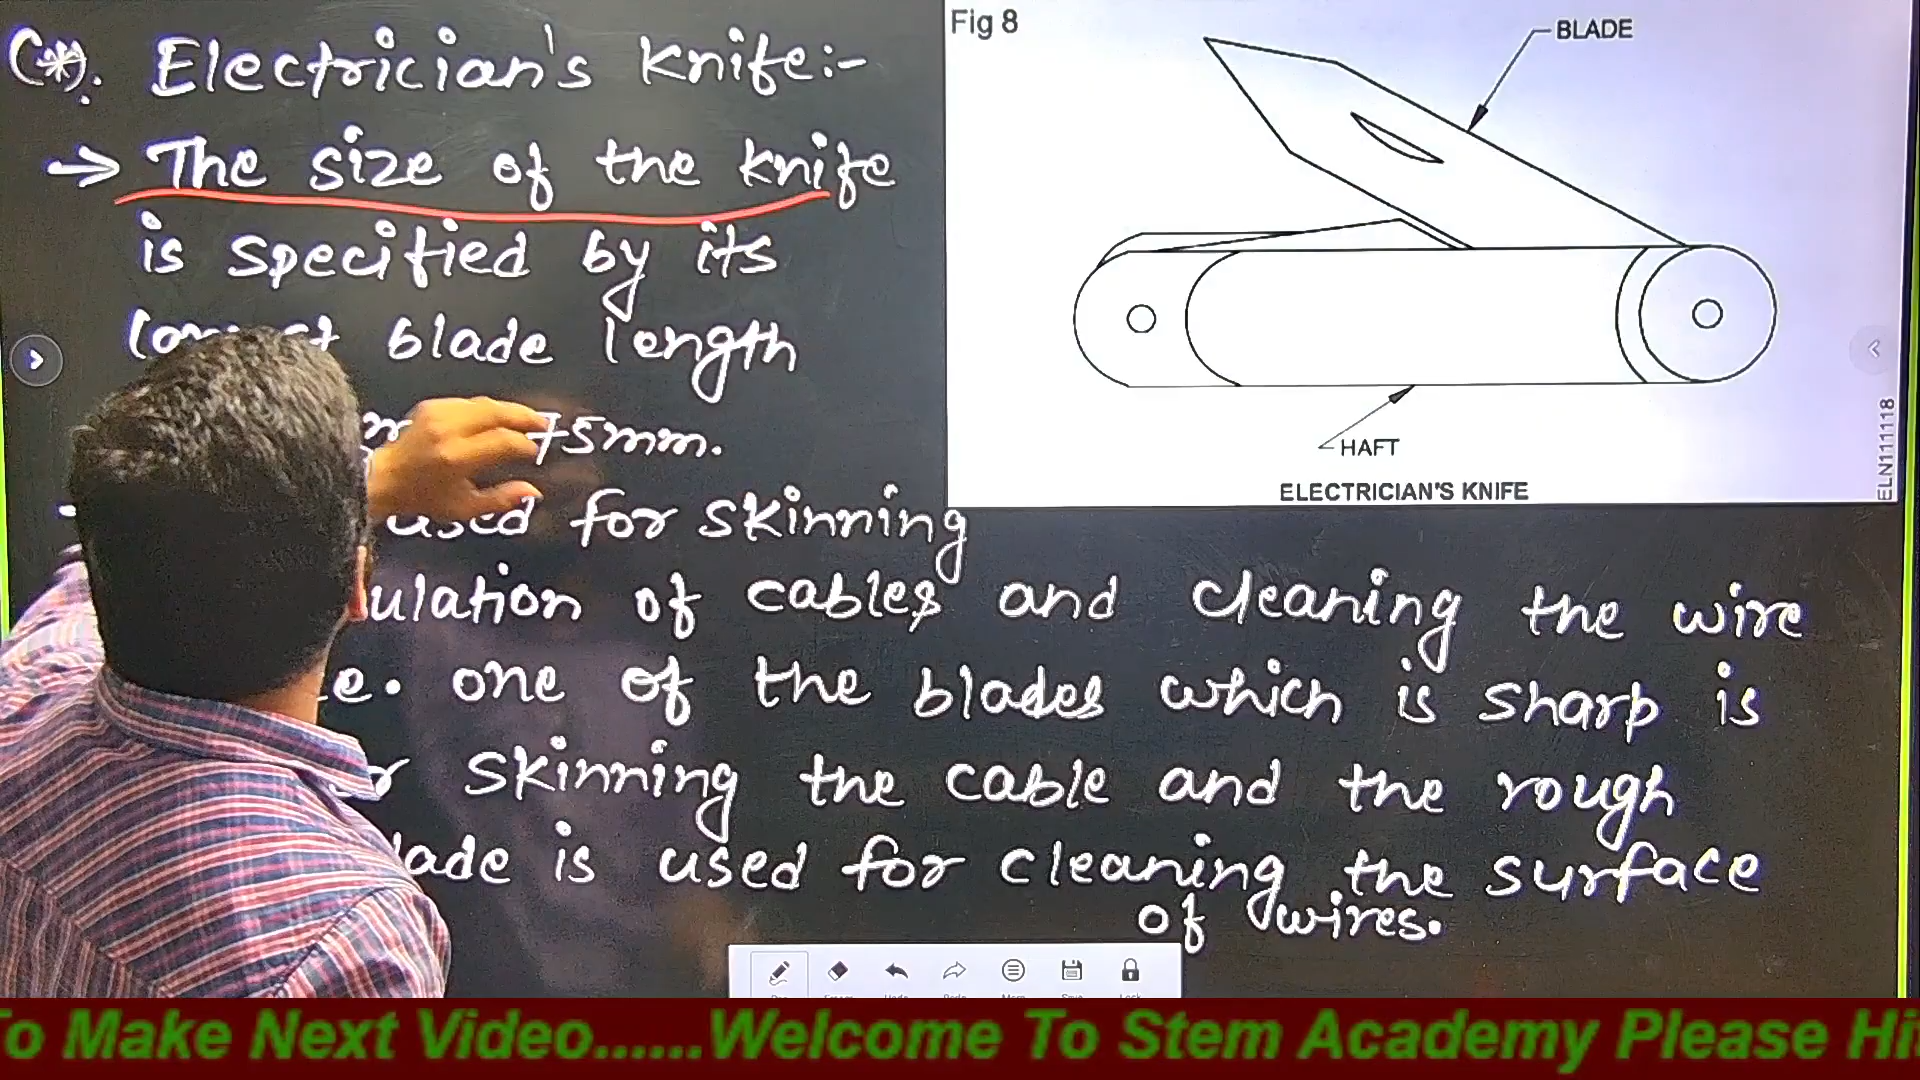 (*). Electrician's Knife:-
→ The size of the knife
is specified by its
blade length
75mm.
used for skinning
of cables and cleaning the wire
one of the blades which is sharp is
skinning the cable and the rough
is used for cleaning the surface
of wires.
Fig 8
BLADE
HAFT
ELECTRICIAN'S KNIFE
ELN111118
To Make Next Video......Welcome To Stem Academy Please Hi